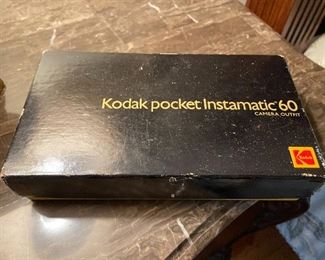 Kodak pocket Instamatic® 60
CAMERA OUTFIT
Kodak